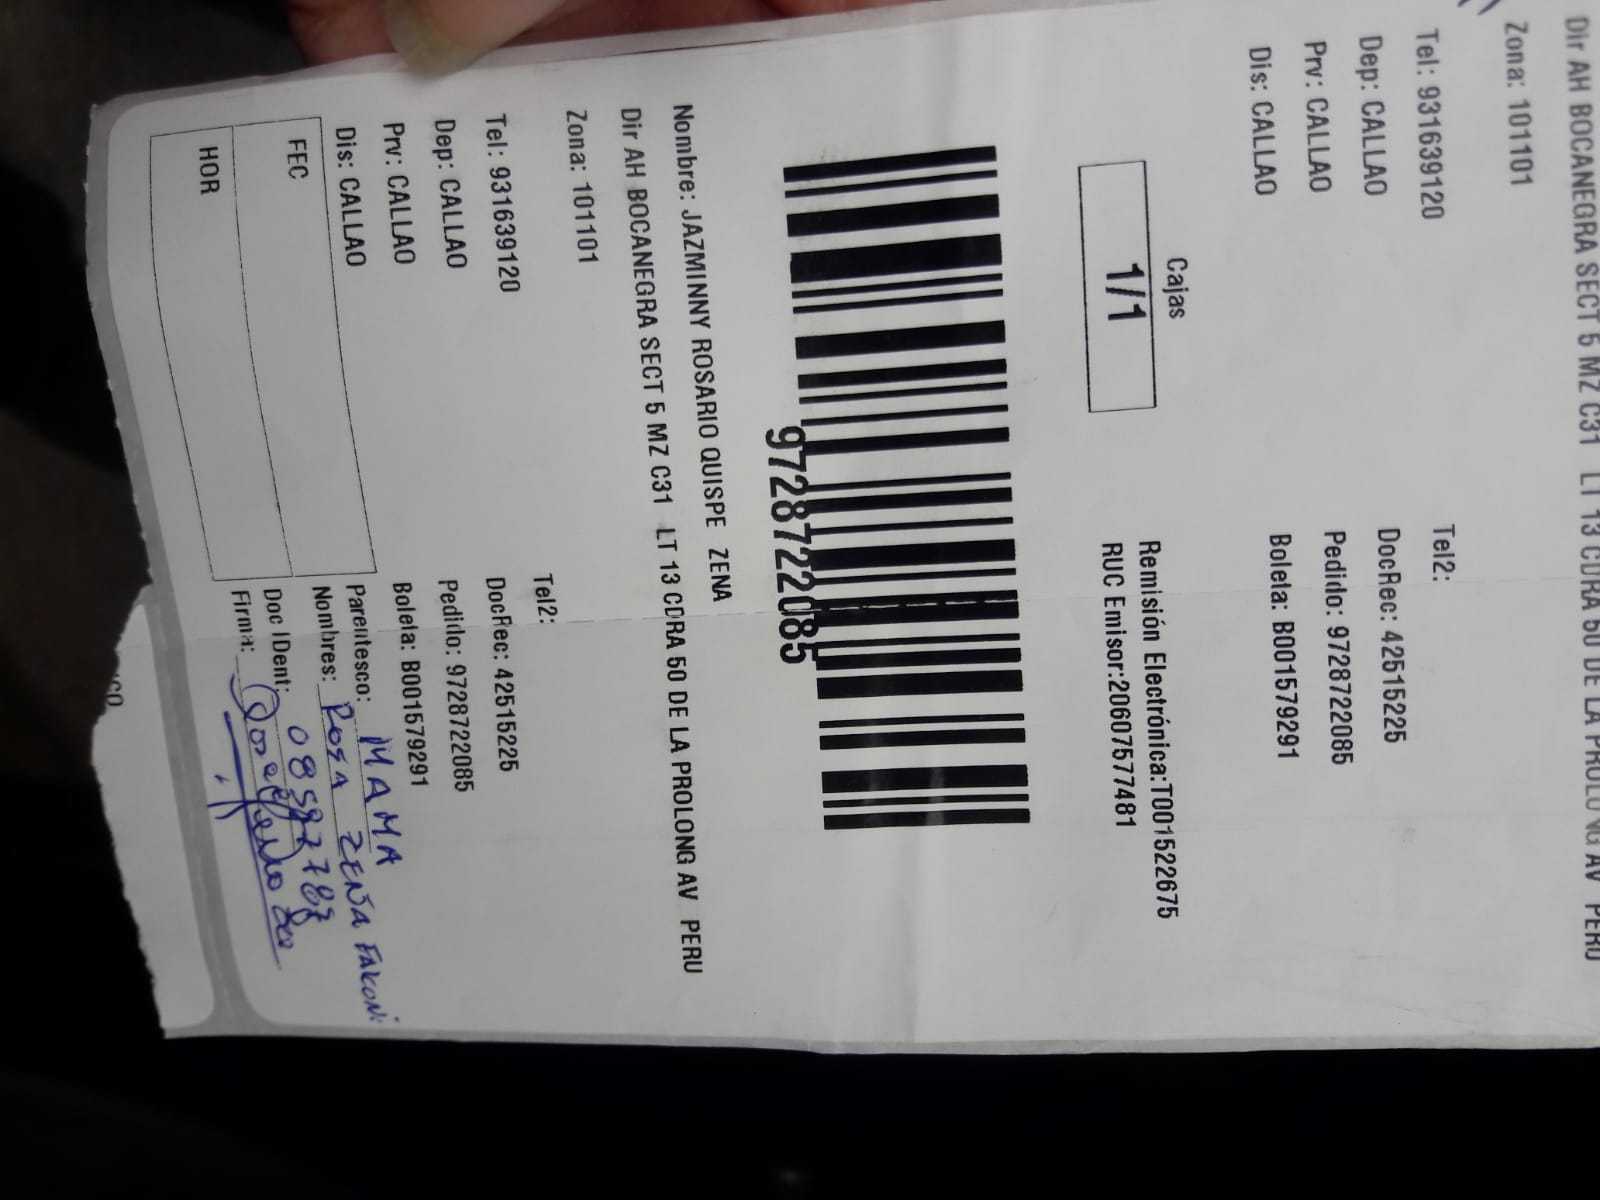 Dir AH BOCANEGRA SECT 5 MZ C31 LT 13 CDRA 50 DE LA PROLONG AV PERU
Zona: 101101
Tel: 931639120 Tel2:
Dep: CALLAO DocRec: 42515225
Prv: CALLAO Pedido: 9728722085
Dis: CALLAO Boleta: B001579291
Cajas Remisión Electrónica:T001522675
1/1 RUC Emisor:20607577481
9728722085
Nombre: JAZMINNY ROSARIO QUISPE ZENA
Dir AH BOCANEGRA SECT 5 MZ C31 LT 13 CDRA 50 DE LA PROLONG AV PERU
Zona: 101101
Tel2:
Tel: 931639120 DocRec: 42515225
Dep: CALLAO Pedido: 9728722085
Prv: CALLAO Boleta: B001579291
Dis: CALLAO Parentesco: MAMA
FEC Nombres: ROSA ZEÑA FALCONI
Doc IDent:
HOR Firma: